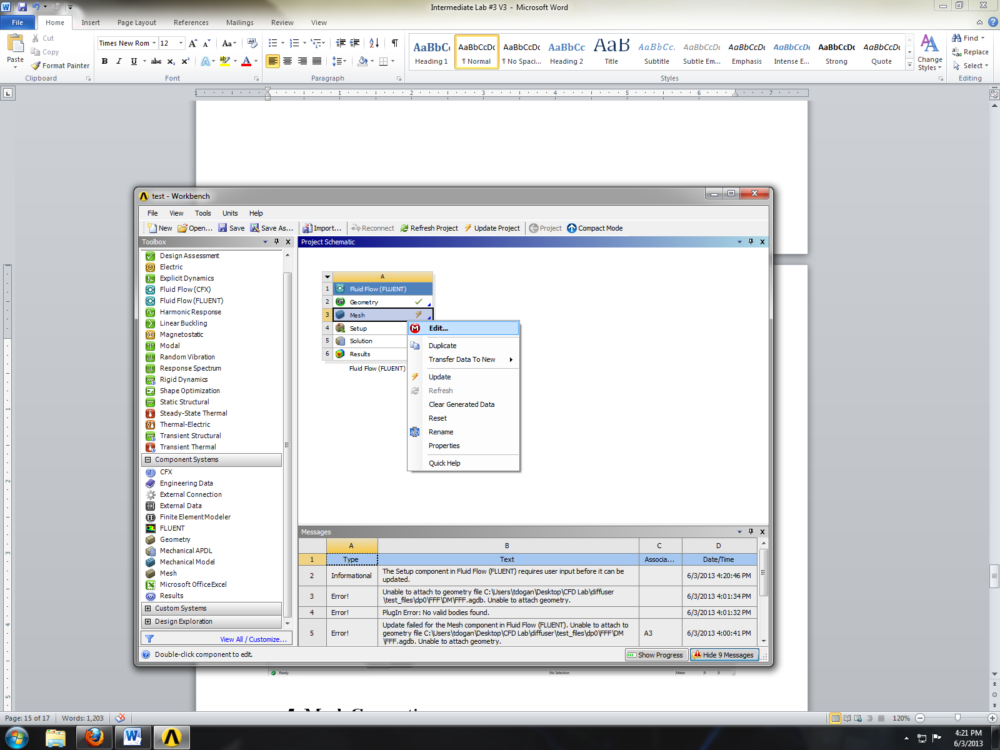 Intermediate Lab #3 V3 - Microsoft Word
File Home Insert Page Layout References Mailings Review View
Cut
Copy
Format Painter
Paste
Clipboard
Times New Rom 12
Font
Paragraph
AaBbCc AaBbCcDc AaBbCcDc AaBbCc AaB AaBbCc. AaBbCcDc AaBbCcDc AaBbCcDc AaBbCcDc AaBbCcDc
Heading 1 ¶ Normal ¶ No Spaci... Heading 2 Title Subtitle Subtle Em... Emphasis Intense E... Strong Quote
Change
Styles
Styles
Find
Replace
Select
Editing
1 1 2 3 4 5 6 7
test - Workbench
File View Tools Units Help
New Open... Save Save As... Import... Reconnect Refresh Project Update Project Project Compact Mode
Toolbox
Design Assessment
Electric
Explicit Dynamics
Fluid Flow (CFX)
Fluid Flow (FLUENT)
Harmonic Response
Linear Buckling
Magnetostatic
Modal
Random Vibration
Response Spectrum
Rigid Dynamics
Shape Optimization
Static Structural
Steady-State Thermal
Thermal-Electric
Transient Structural
Transient Thermal
Component Systems
CFX
Engineering Data
External Connection
External Data
Finite Element Modeler
FLUENT
Geometry
Mechanical APDL
Mechanical Model
Mesh
Microsoft Office Excel
Results
Custom Systems
Design Exploration
View All / Customize...
Project Schematic
A
1 Fluid Flow (FLUENT)
2 Geometry
3 Mesh
4 Setup
5 Solution
6 Results
Fluid Flow (FLUENT)
Edit...
Duplicate
Transfer Data To New
Update
Refresh
Clear Generated Data
Reset
Rename
Properties
Quick Help
Messages
A B C D
1 Type Text Associa... Date/Time
2 Informational The Setup component in Fluid Flow (FLUENT) requires user input before it can be
updated. 6/3/2013 4:20:46 PM
3 Error! Unable to attach to geometry file C:\Users\tdogan\Desktop\CFD Lab\diffuser
\test_files\dp0\FFF\DM\FFF.agdb. Unable to attach geometry. 6/3/2013 4:01:34 PM
4 Error! PlugIn Error: No valid bodies found. 6/3/2013 4:01:32 PM
5 Error! Update failed for the Mesh component in Fluid Flow (FLUENT). Unable to attach to
geometry file C:\Users\tdogan\Desktop\CFD Lab\diffuser\test_files\dp0\FFF\DM
\FFF.agdb. Unable to attach geometry. A3 6/3/2013 4:00:41 PM
Double-click component to edit. Show Progress Hide 9 Messages
Ready No Selection Meter 0 0
Page: 15 of 17 Words: 1,203 120%
4:21 PM
6/3/2013